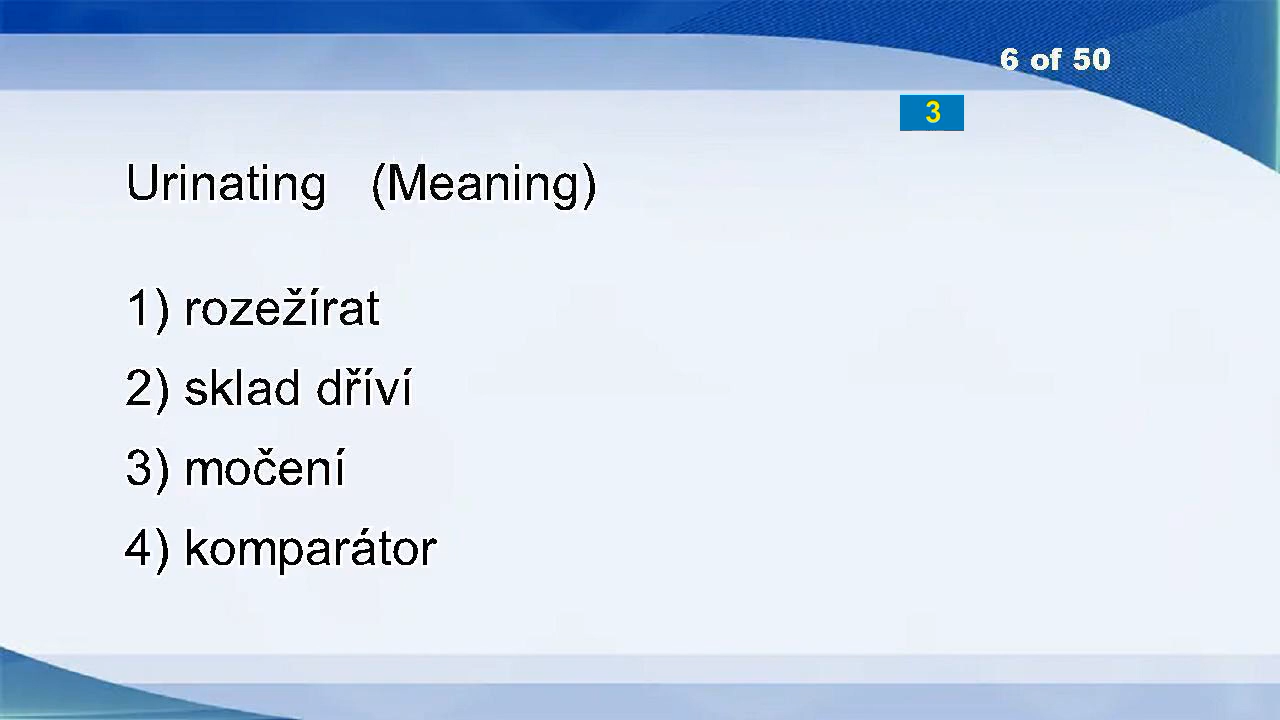 6 of 50
3
Urinating (Meaning)
1) rozežírat
2) sklad dříví
3) močení
4) komparátor